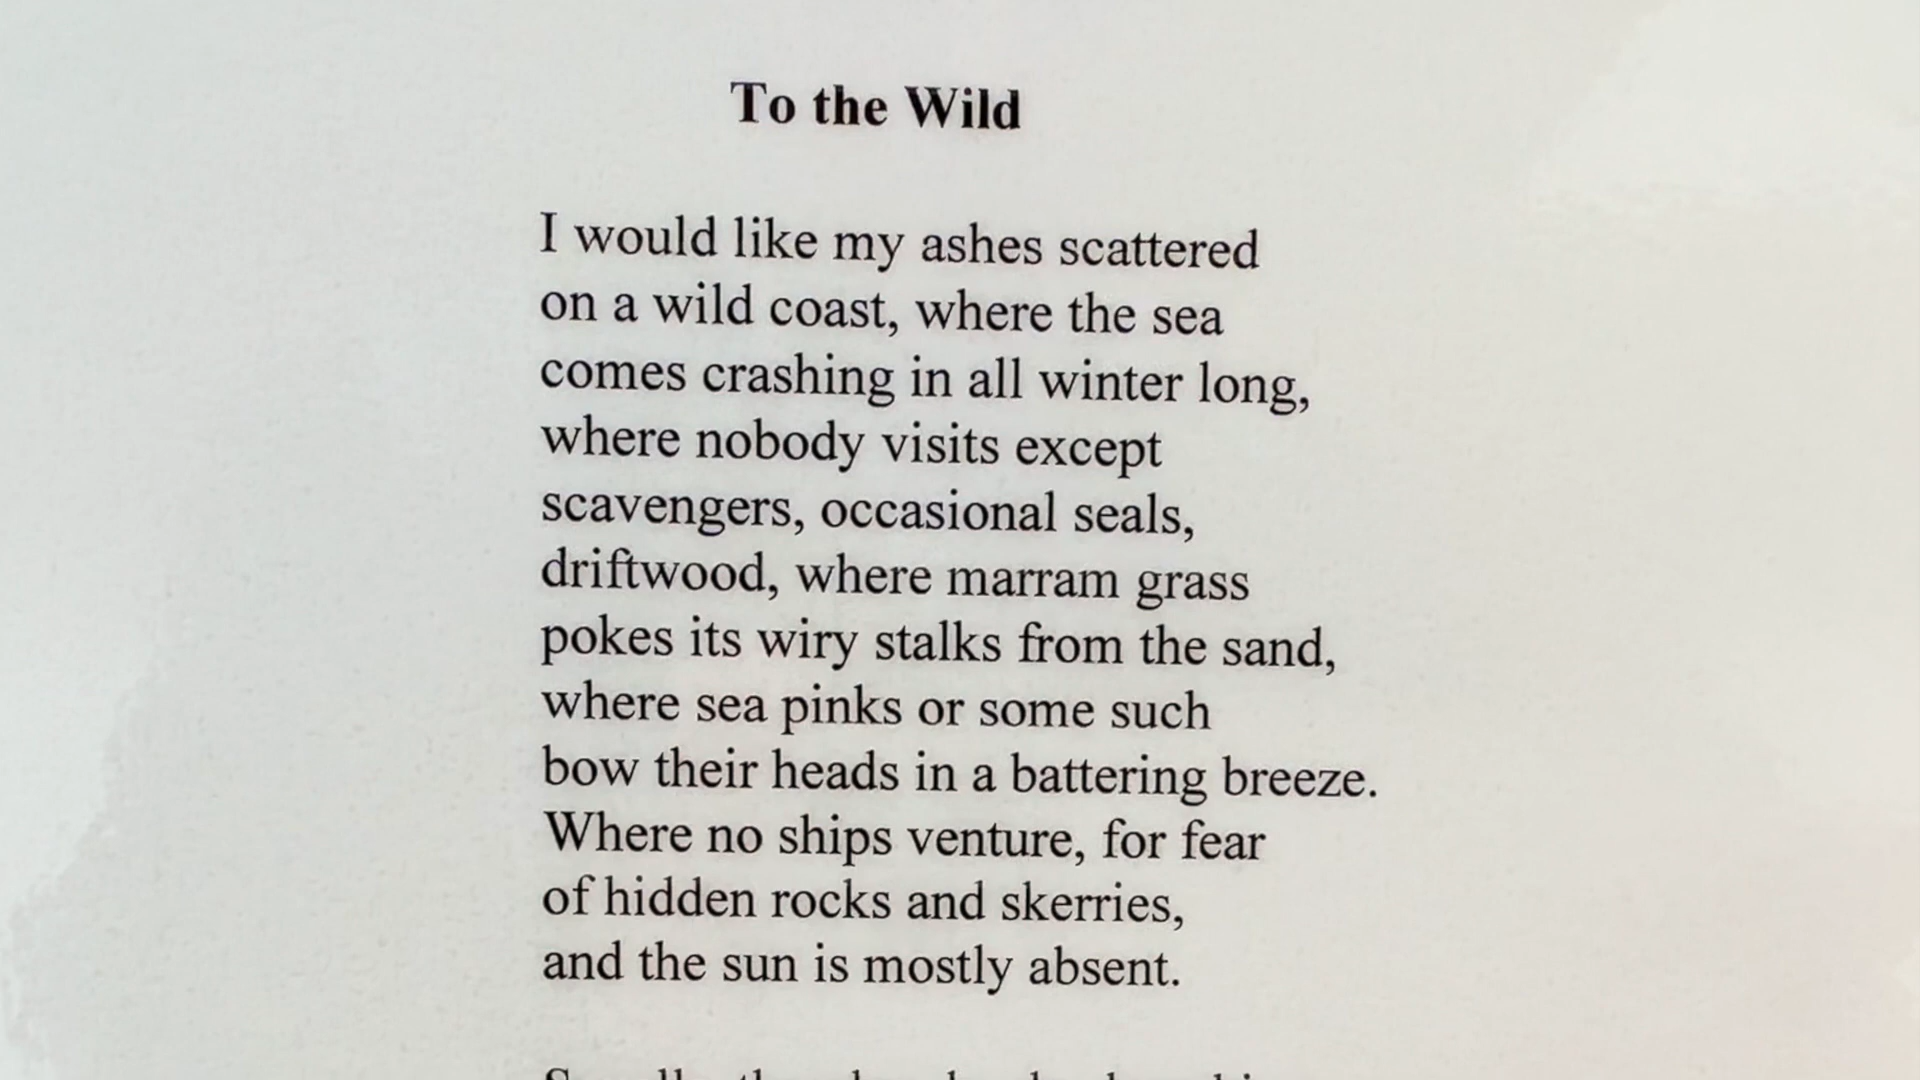 To the Wild
I would like my ashes scattered
on a wild coast, where the sea
comes crashing in all winter long,
where nobody visits except
scavengers, occasional seals,
driftwood, where marram grass
pokes its wiry stalks from the sand,
where sea pinks or some such
bow their heads in a battering breeze.
Where no ships venture, for fear
of hidden rocks and skerries,
and the sun is mostly absent.